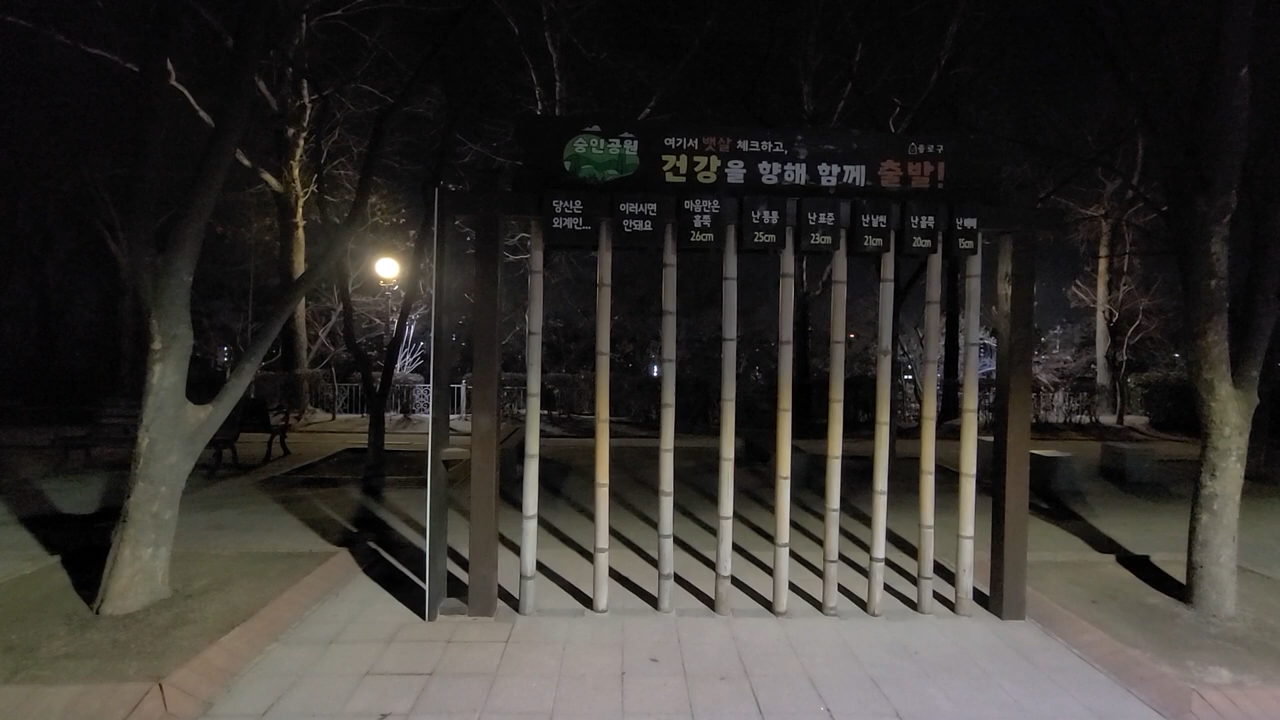 숭인공원
여기서 뱃살 체크하고,
종로구
건강을 향해 함께 출발!
당신은
외계인...
이러시면
안돼요
마음만은
홀쭉
26cm
난 통통
25cm
난 표준
23cm
난 날씬
21cm
난 홀쭉
20cm
난
15cm